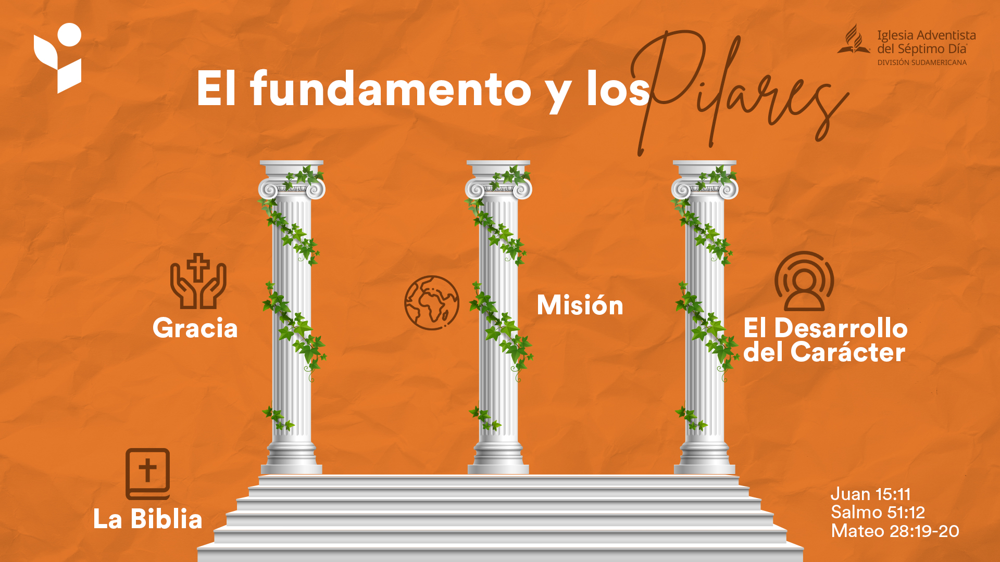 Iglesia Adventista
del Séptimo Día
DIVISIÓN SUDAMERICANA
El fundamento y los Pilares
Gracia
Misión
El Desarrollo
del Carácter
La Biblia
Juan 15:11
Salmo 51:12
Mateo 28:19-20